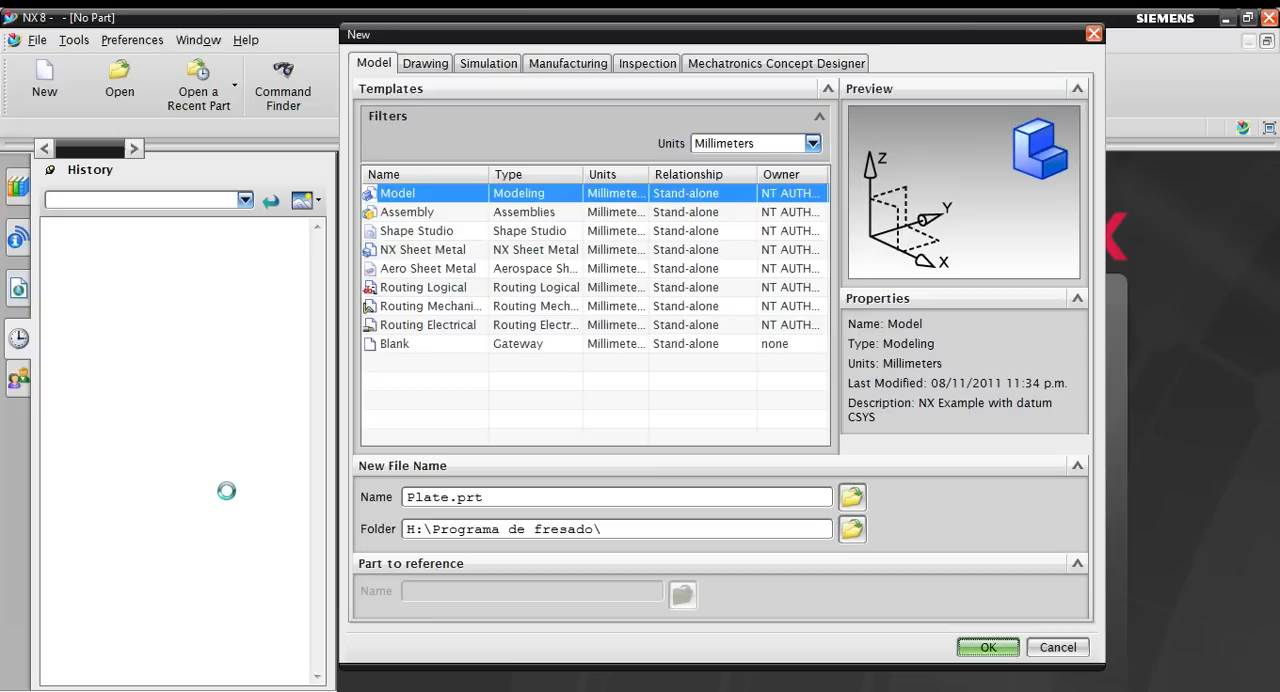 NX 8 - - [No Part]
SIEMENS
File Tools Preferences Window Help
New
Open
Open a Recent Part
Command Finder
History
New
Model Drawing Simulation Manufacturing Inspection Mechatronics Concept Designer
Templates
Filters
Units Millimeters
Name Type Units Relationship Owner
Model Modeling Millimete... Stand-alone NT AUTH...
Assembly Assemblies Millimete... Stand-alone NT AUTH...
Shape Studio Shape Studio Millimete... Stand-alone NT AUTH...
NX Sheet Metal NX Sheet Metal Millimete... Stand-alone NT AUTH...
Aero Sheet Metal Aerospace Sh... Millimete... Stand-alone NT AUTH...
Routing Logical Routing Logical Millimete... Stand-alone NT AUTH...
Routing Mechani... Routing Mech... Millimete... Stand-alone NT AUTH...
Routing Electrical Routing Electr... Millimete... Stand-alone NT AUTH...
Blank Gateway Millimete... Stand-alone none
Preview
Z
Y
X
Properties
Name: Model
Type: Modeling
Units: Millimeters
Last Modified: 08/11/2011 11:34 p.m.
Description: NX Example with datum
CSYS
New File Name
Name Plate.prt
Folder H:\Programa de fresado\
Part to reference
Name
OK Cancel